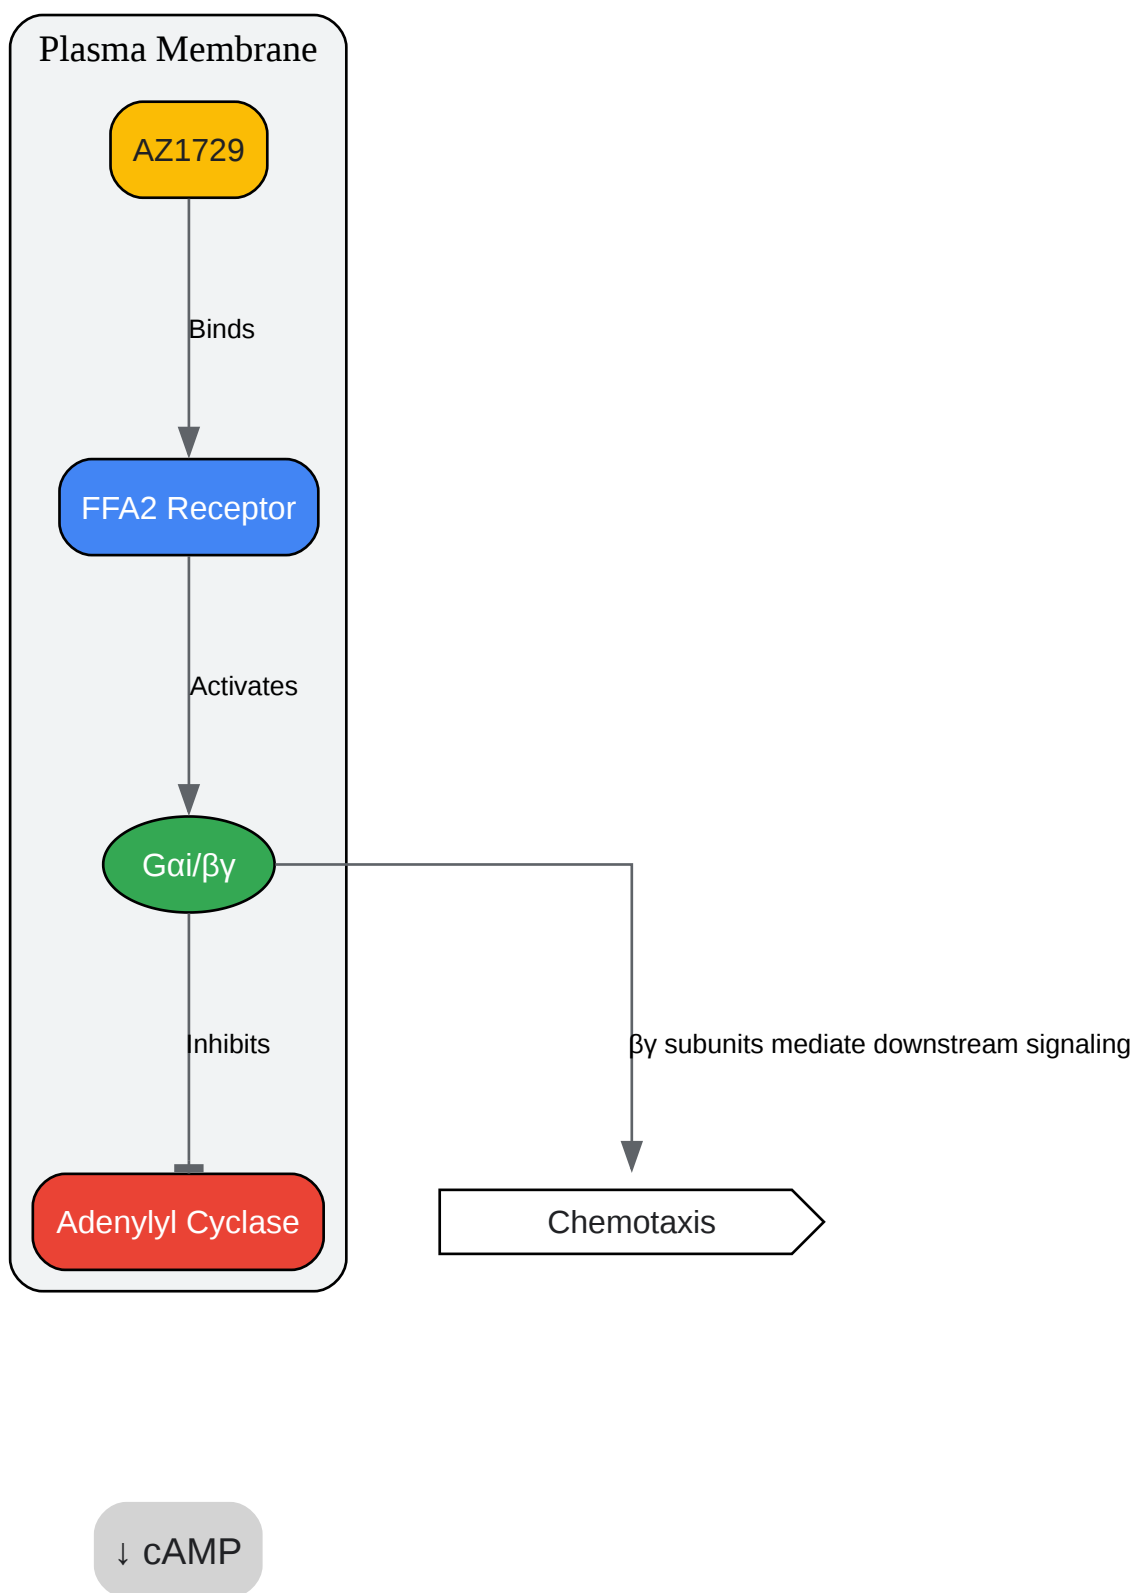 Plasma Membrane
AZ1729
Binds
FFA2 Receptor
Activates
Gαi/βγ
Inhibits
βγ subunits mediate downstream signaling
Adenylyl Cyclase
Chemotaxis
↓ cAMP